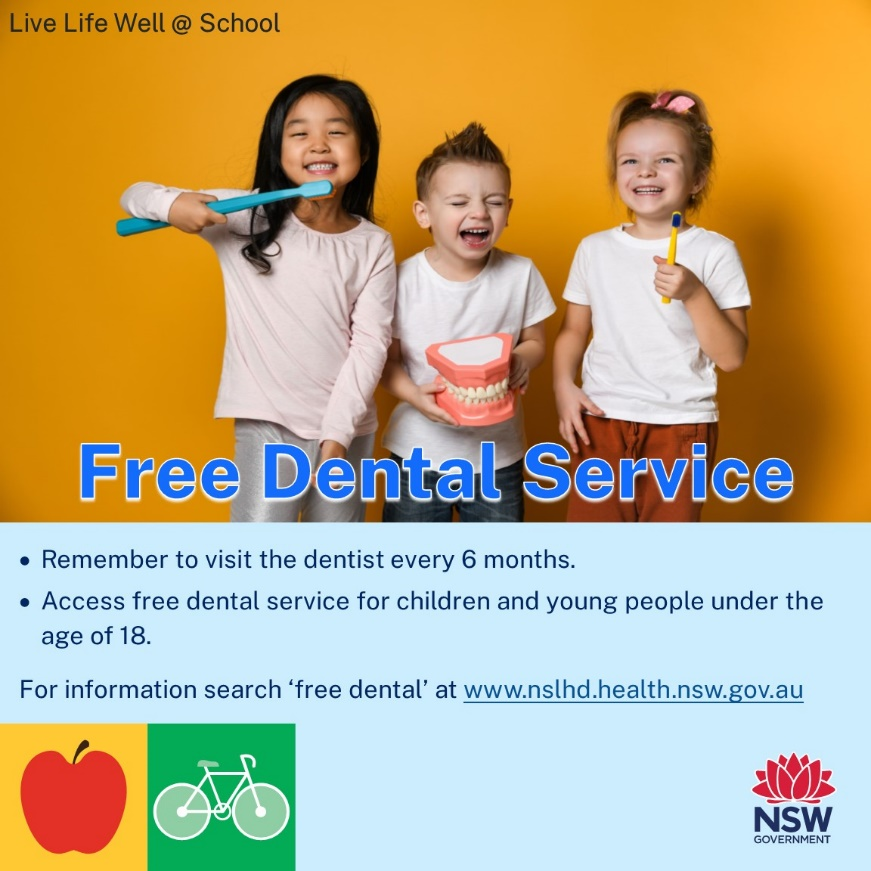 Live Life Well @ School
Free Dental Service
• Remember to visit the dentist every 6 months.
• Access free dental service for children and young people under the
age of 18.
For information search ‘free dental’ at www.nslhd.health.nsw.gov.au
NSW
GOVERNMENT